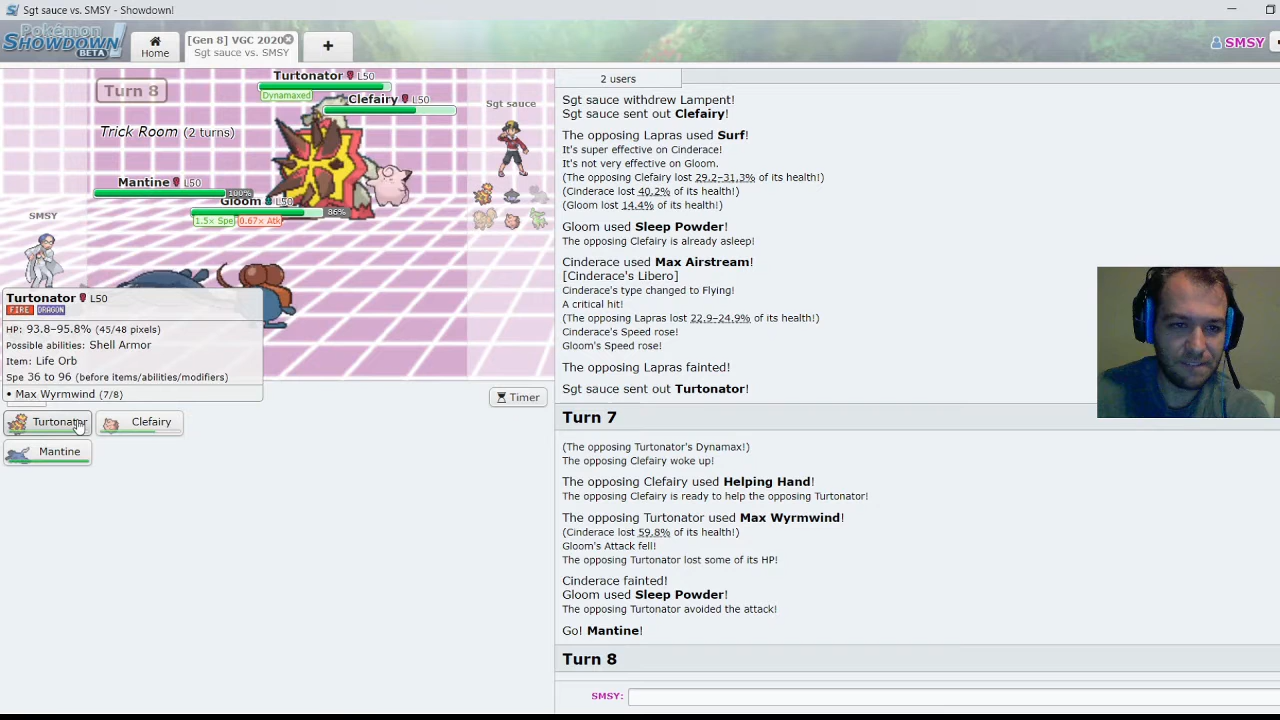 Sgt sauce vs. SMSY - Showdown!
Pokémon
SHOWDOWN!
BETA
Home
[Gen 8] VGC 2020
Sgt sauce vs. SMSY
+
SMSY
Turn 8
Trick Room (2 turns)
Turtonator L50
Dynamaxed
Clefairy L50
Sgt sauce
Mantine L50
100%
Gloom L50
86%
1.5× Spe 0.67× Atk
SMSY
Turtonator L50
FIRE DRAGON
HP: 93.8–95.8% (45/48 pixels)
Possible abilities: Shell Armor
Item: Life Orb
Spe 36 to 96 (before items/abilities/modifiers)
• Max Wyrmwind (7/8)
Timer
Turtonator
Clefairy
Mantine
2 users
Sgt sauce withdrew Lampent!
Sgt sauce sent out Clefairy!
The opposing Lapras used Surf!
It's super effective on Cinderace!
It's not very effective on Gloom.
(The opposing Clefairy lost 29.2–31.3% of its health!)
(Cinderace lost 40.2% of its health!)
(Gloom lost 14.4% of its health!)
Gloom used Sleep Powder!
The opposing Clefairy is already asleep!
Cinderace used Max Airstream!
[Cinderace's Libero]
Cinderace's type changed to Flying!
A critical hit!
(The opposing Lapras lost 22.9–24.9% of its health!)
Cinderace's Speed rose!
Gloom's Speed rose!
The opposing Lapras fainted!
Sgt sauce sent out Turtonator!
Turn 7
(The opposing Turtonator's Dynamax!)
The opposing Clefairy woke up!
The opposing Clefairy used Helping Hand!
The opposing Clefairy is ready to help the opposing Turtonator!
The opposing Turtonator used Max Wyrmwind!
(Cinderace lost 59.8% of its health!)
Gloom's Attack fell!
The opposing Turtonator lost some of its HP!
Cinderace fainted!
Gloom used Sleep Powder!
The opposing Turtonator avoided the attack!
Go! Mantine!
Turn 8
SMSY: